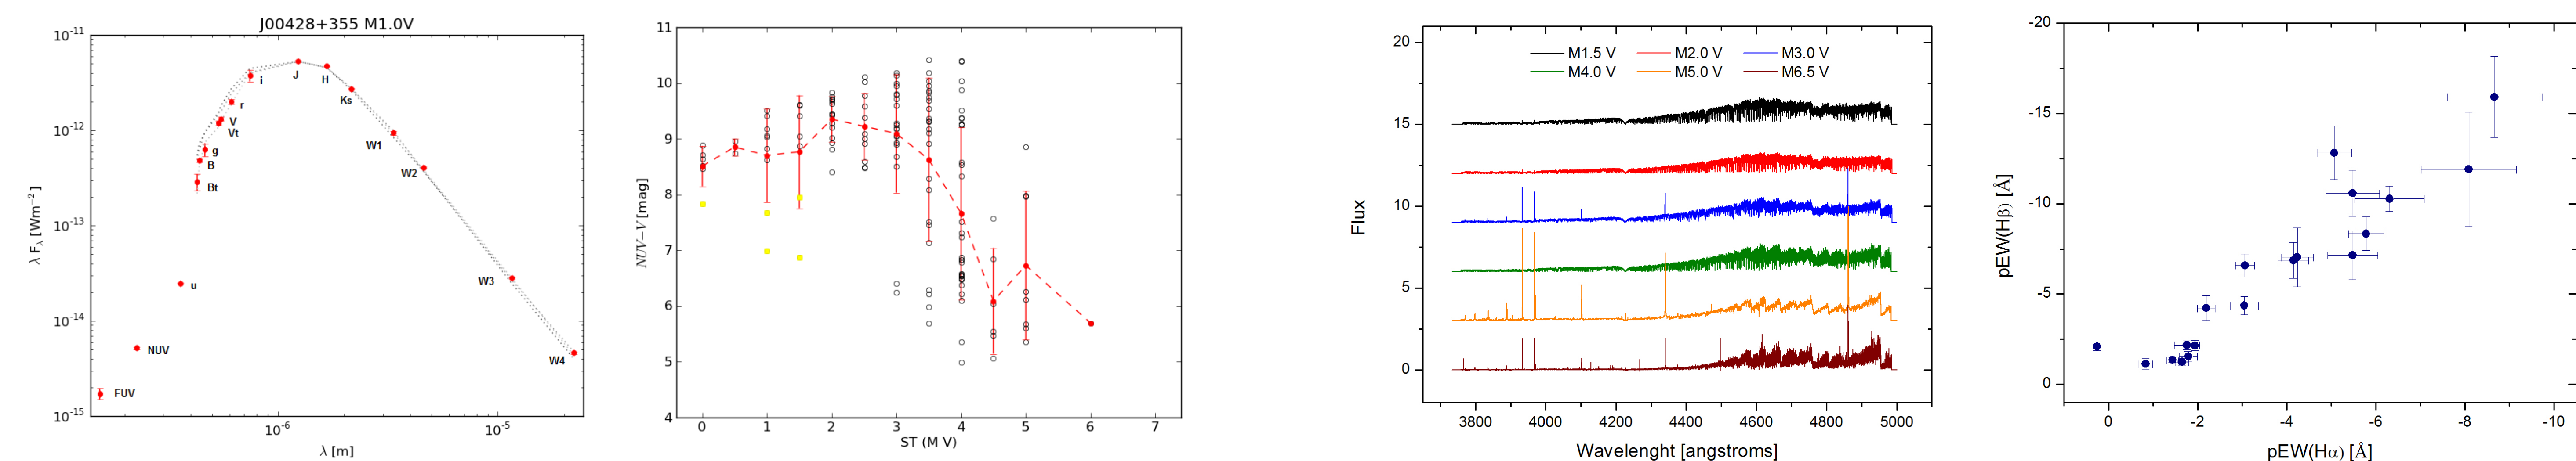 J00428+355 M1.0V
10⁻¹¹
10⁻¹²
10⁻¹³
10⁻¹⁴
10⁻¹⁵
λ Fλ [Wm⁻²]
i
J
H
Ks
r
V
Vt
g
B
Bt
W1
W2
u
W3
NUV
W4
FUV
10⁻⁶
10⁻⁵
λ [m]
11
10
9
8
7
6
5
4
NUV−V [mag]
0 1 2 3 4 5 6 7
ST (M V)
20
15
10
5
0
Flux
M1.5 V M2.0 V M3.0 V
M4.0 V M5.0 V M6.5 V
3800 4000 4200 4400 4600 4800 5000
Wavelenght [angstroms]
-20
-15
-10
-5
0
pEW(Hβ) [Å]
0 -2 -4 -6 -8 -10
pEW(Hα) [Å]